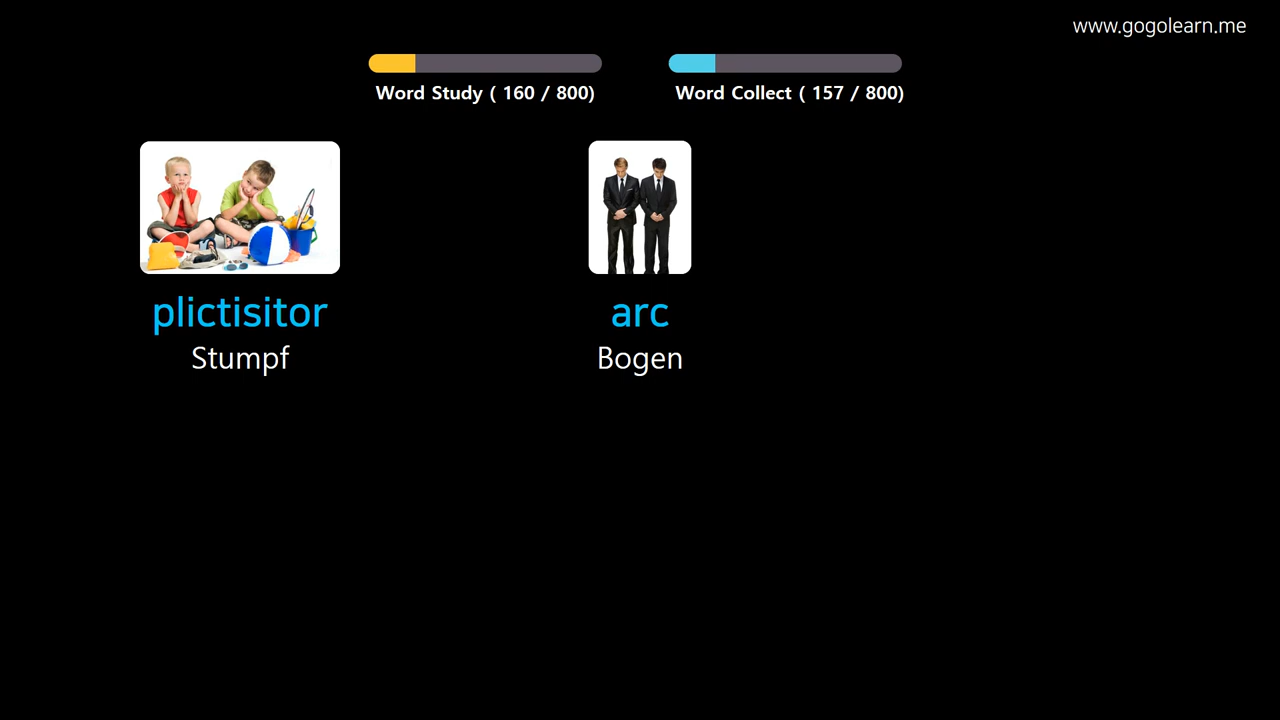 www.gogolearn.me
Word Study ( 160 / 800)
Word Collect ( 157 / 800)
plictisitor
Stumpf
arc
Bogen